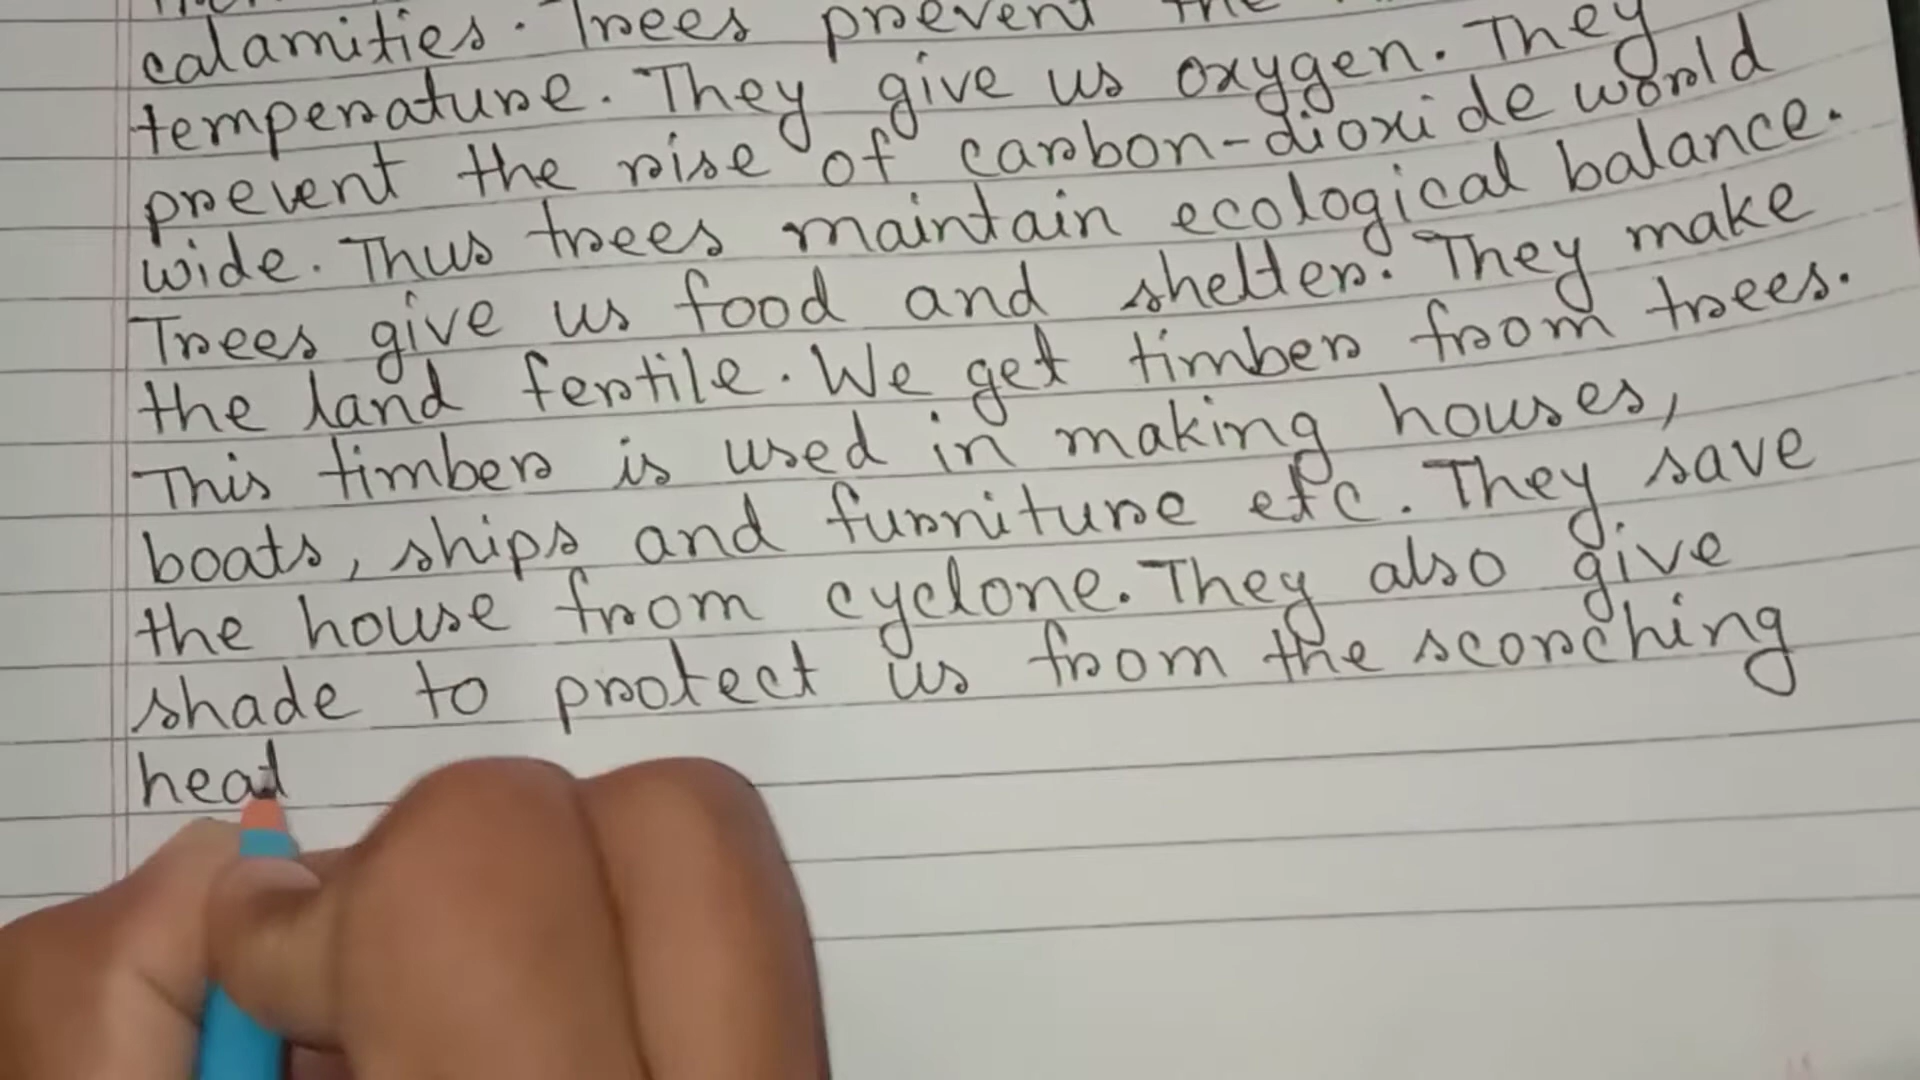 calamities. Trees prevent the
temperature. They give us oxygen. They
prevent the rise of carbon-dioxide world
wide. Thus trees maintain ecological balance.
Trees give us food and shelter. They make
the land fertile. We get timber from trees.
This timber is used in making houses,
boats, ships and furniture etc. They save
the house from cyclone. They also give
shade to protect us from the scorching
heat